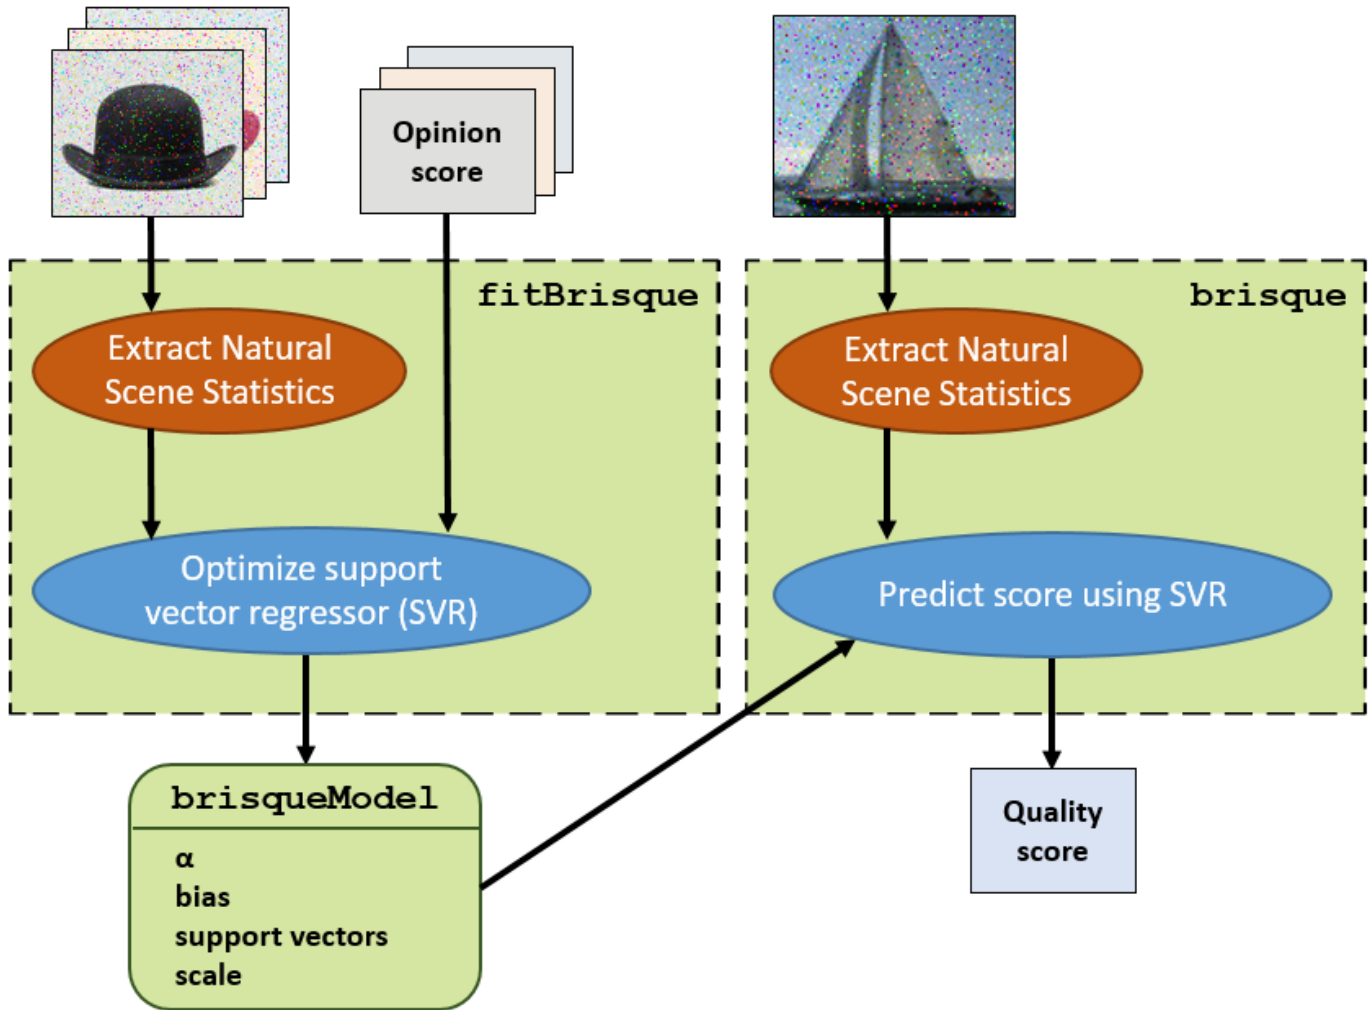 Opinion
score
fitBrisque
Extract Natural
Scene Statistics
Optimize support
vector regressor (SVR)
brisqueModel
α
bias
support vectors
scale
brisque
Extract Natural
Scene Statistics
Predict score using SVR
Quality
score